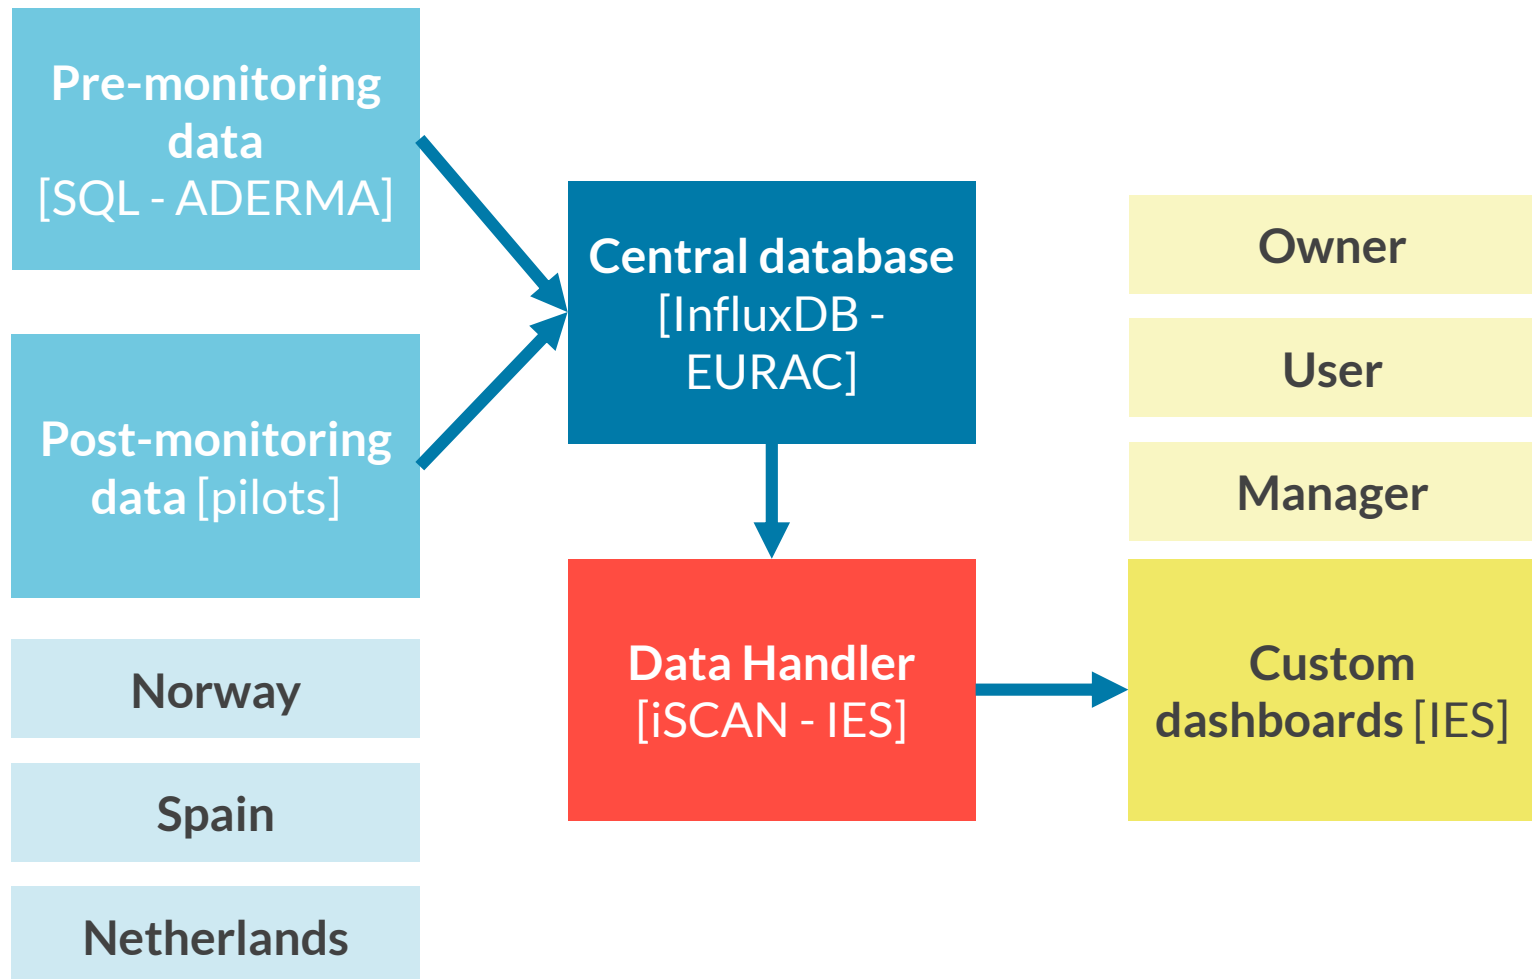 Pre-monitoring
data
[SQL - ADERMA]
Post-monitoring
data [pilots]
Norway
Spain
Netherlands
Central database
[InfluxDB -
EURAC]
Data Handler
[iSCAN - IES]
Owner
User
Manager
Custom
dashboards [IES]